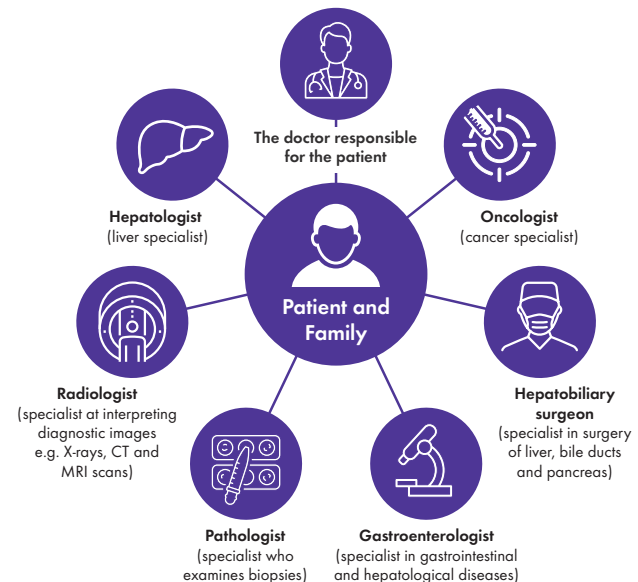 The doctor responsible
for the patient
Hepatologist
(liver specialist)
Oncologist
(cancer specialist)
Patient and
Family
Radiologist
(specialist at interpreting
diagnostic images
e.g. X-rays, CT and
MRI scans)
Hepatobiliary
surgeon
(specialist in surgery
of liver, bile ducts
and pancreas)
Pathologist
(specialist who
examines biopsies)
Gastroenterologist
(specialist in gastrointestinal
and hepatological diseases)